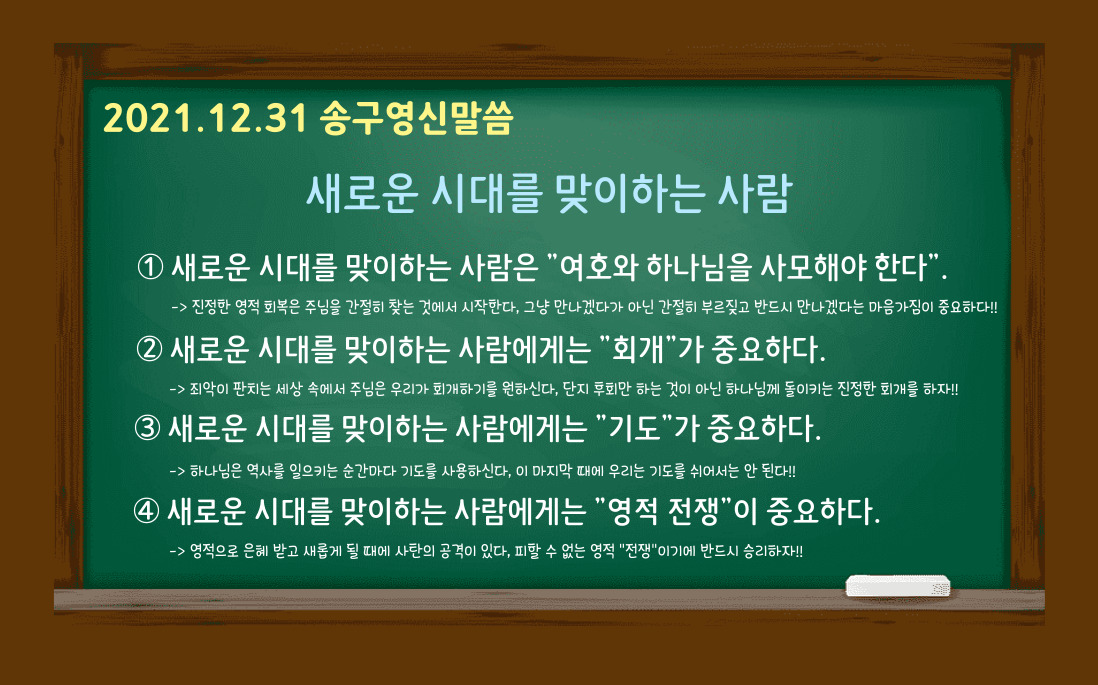 2021.12.31 송구영신말씀
새로운 시대를 맞이하는 사람
① 새로운 시대를 맞이하는 사람은 "여호와 하나님을 사모해야 한다".
-> 진정한 영적 회복은 주님을 간절히 찾는 것에서 시작한다, 그냥 만나겠다가 아닌 간절히 부르짖고 반드시 만나겠다는 마음가짐이 중요하다!!
② 새로운 시대를 맞이하는 사람에게는 "회개"가 중요하다.
-> 죄악이 판치는 세상 속에서 주님은 우리가 회개하기를 원하신다, 단지 후회만 하는 것이 아닌 하나님께 돌이키는 진정한 회개를 하자!!
③ 새로운 시대를 맞이하는 사람에게는 "기도"가 중요하다.
-> 하나님은 역사를 일으키는 순간마다 기도를 사용하신다, 이 마지막 때에 우리는 기도를 쉬어서는 안 된다!!
④ 새로운 시대를 맞이하는 사람에게는 "영적 전쟁"이 중요하다.
-> 영적으로 은혜 받고 새롭게 될 때에 사탄의 공격이 있다, 피할 수 없는 영적 "전쟁"이기에 반드시 승리하자!!